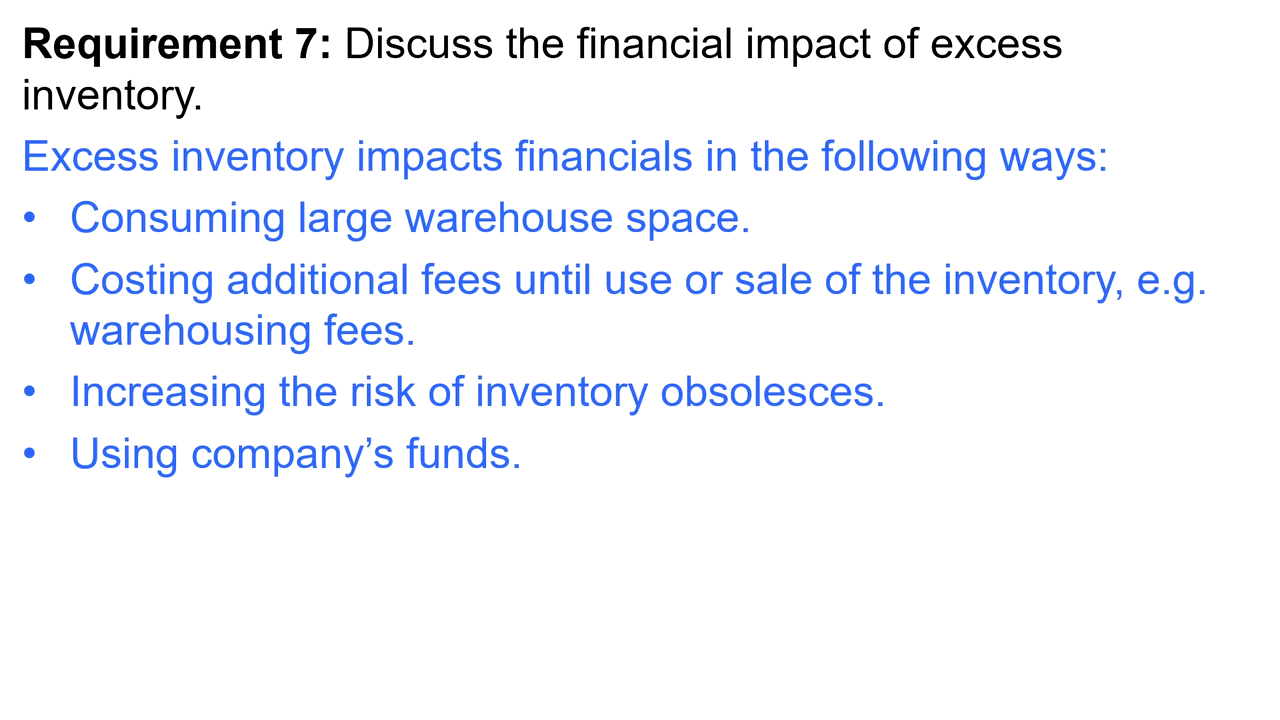 Requirement 7: Discuss the financial impact of excess
inventory.
Excess inventory impacts financials in the following ways:
• Consuming large warehouse space.
• Costing additional fees until use or sale of the inventory, e.g.
warehousing fees.
• Increasing the risk of inventory obsolesces.
• Using company’s funds.